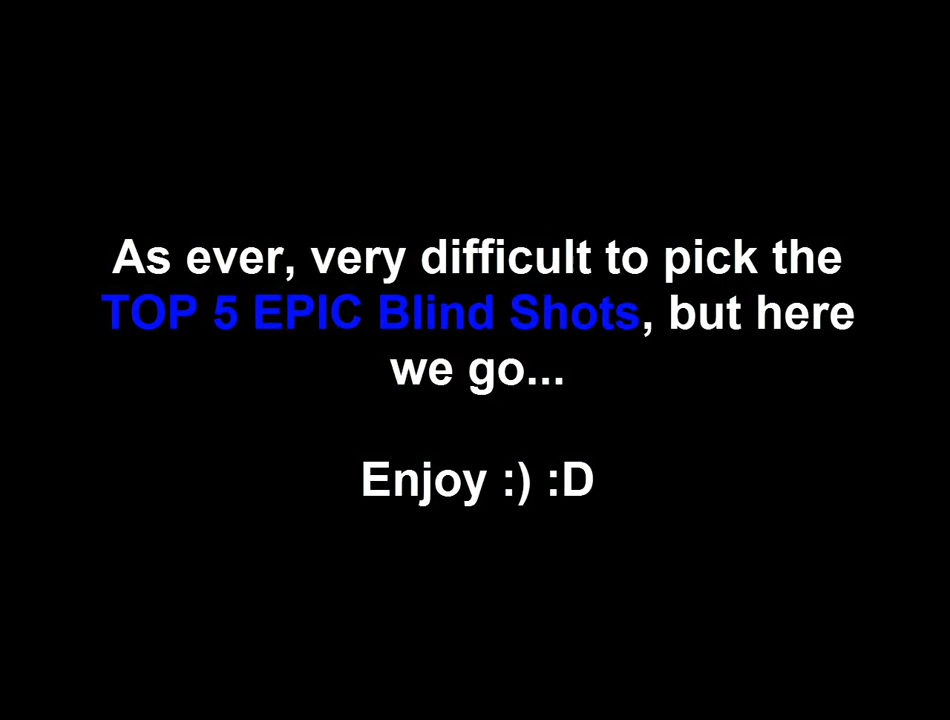 As ever, very difficult to pick the
TOP 5 EPIC Blind Shots, but here
we go...
Enjoy :) :D